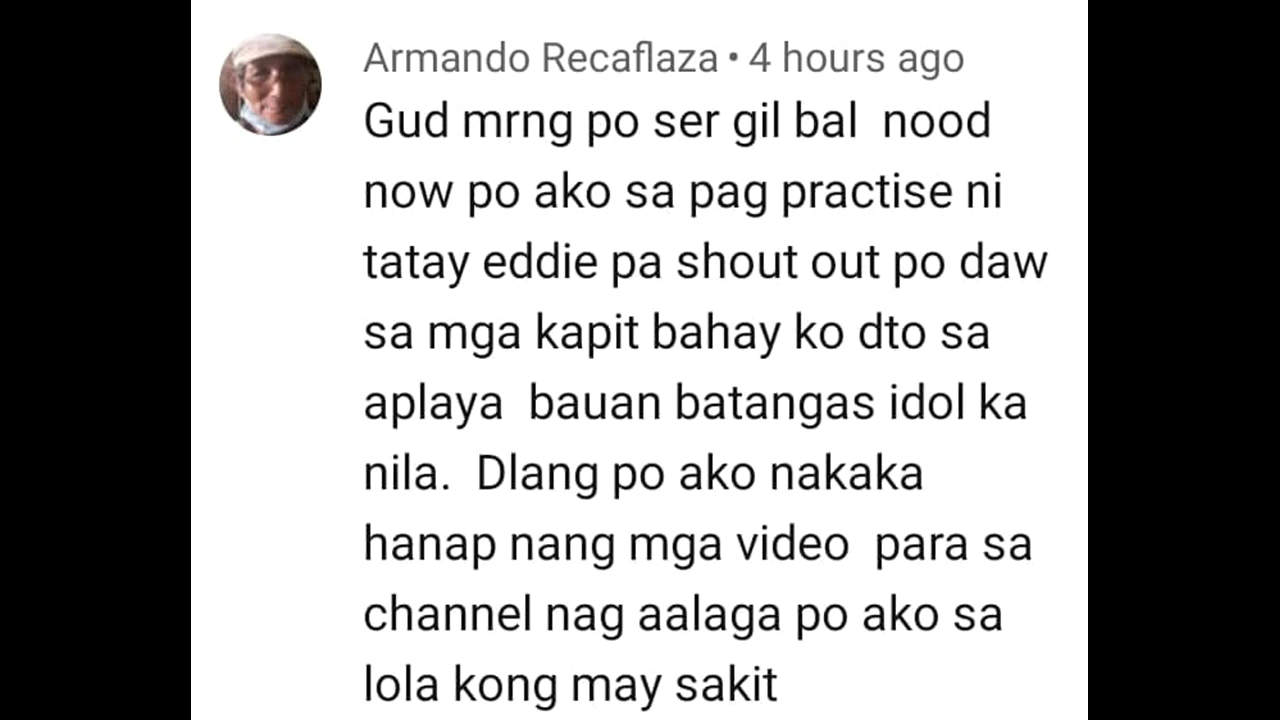 Armando Recaflaza • 4 hours ago
Gud mrng po ser gil bal  nood
now po ako sa pag practise ni
tatay eddie pa shout out po daw
sa mga kapit bahay ko dto sa
aplaya  bauan batangas idol ka
nila.  Dlang po ako nakaka
hanap nang mga video  para sa
channel nag aalaga po ako sa
lola kong may sakit